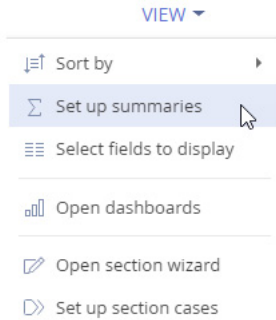 VIEW
Sort by
Set up summaries
Select fields to display
Open dashboards
Open section wizard
Set up section cases